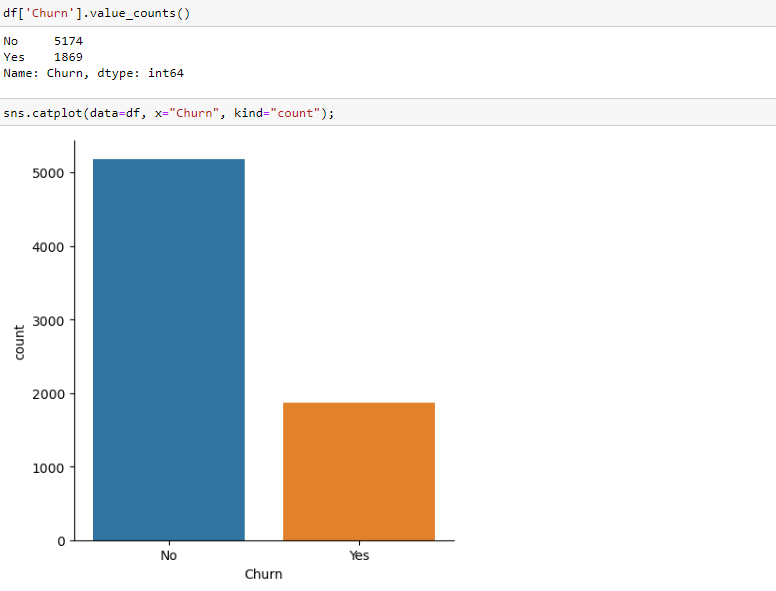 df['Churn'].value_counts()
No     5174
Yes    1869
Name: Churn, dtype: int64
sns.catplot(data=df, x="Churn", kind="count");
5000
4000
3000
2000
1000
0
count
No Yes
Churn